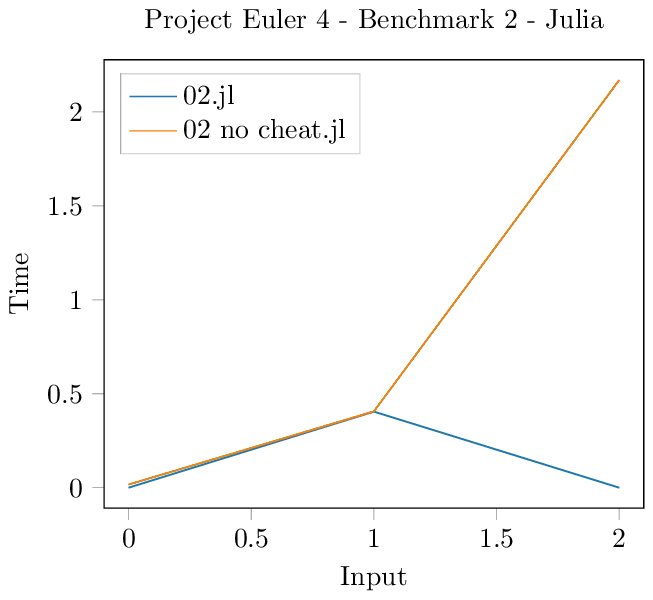 Project Euler 4 - Benchmark 2 - Julia
02.jl
02 no cheat.jl
2
1.5
1
0.5
0
Time
0 0.5 1 1.5 2
Input